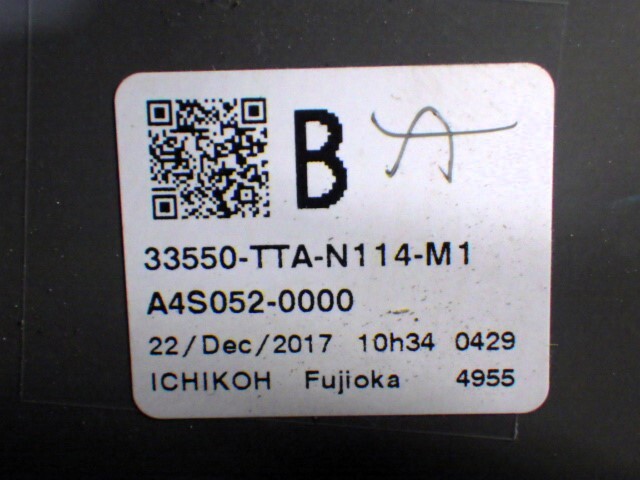 B
33550-TTA-N114-M1
A4S052-0000
22/Dec/2017 10h34 0429
ICHIKOH Fujioka 4955